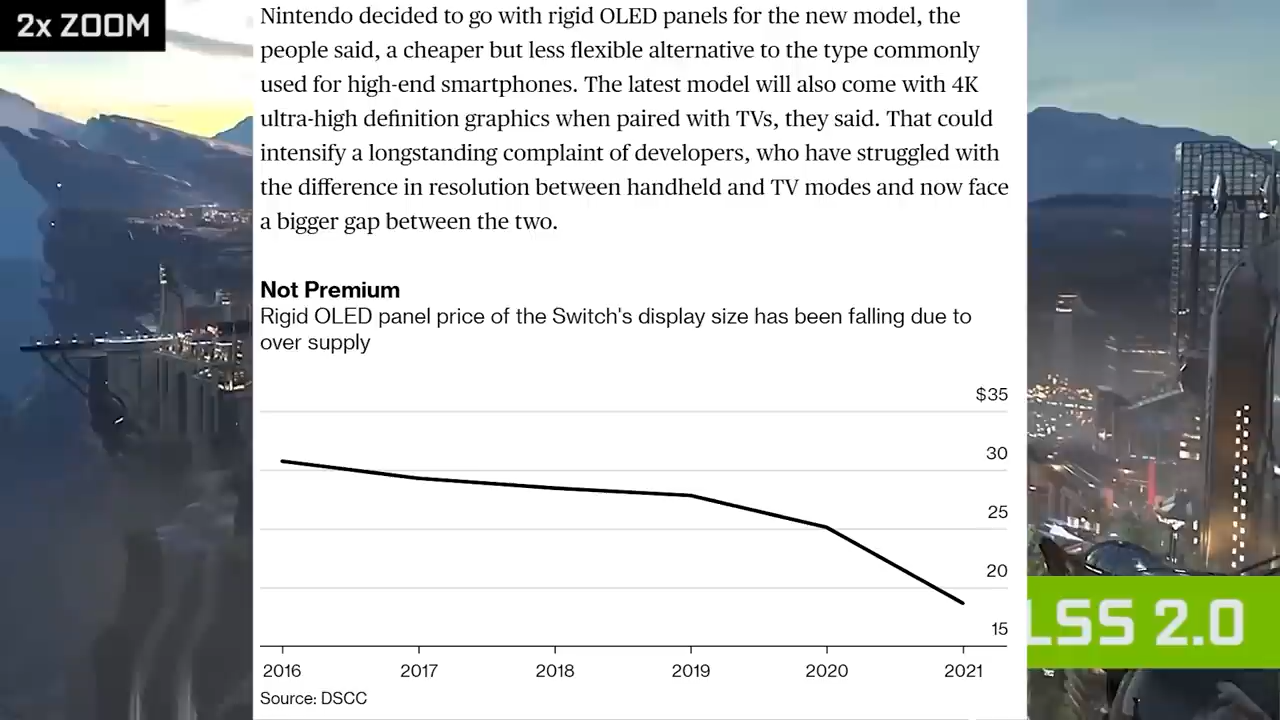 2x ZOOM
Nintendo decided to go with rigid OLED panels for the new model, the
people said, a cheaper but less flexible alternative to the type commonly
used for high-end smartphones. The latest model will also come with 4K
ultra-high definition graphics when paired with TVs, they said. That could
intensify a longstanding complaint of developers, who have struggled with
the difference in resolution between handheld and TV modes and now face
a bigger gap between the two.
Not Premium
Rigid OLED panel price of the Switch's display size has been falling due to
over supply
$35
30
25
20
15
2016 2017 2018 2019 2020 2021
Source: DSCC
LSS 2.0